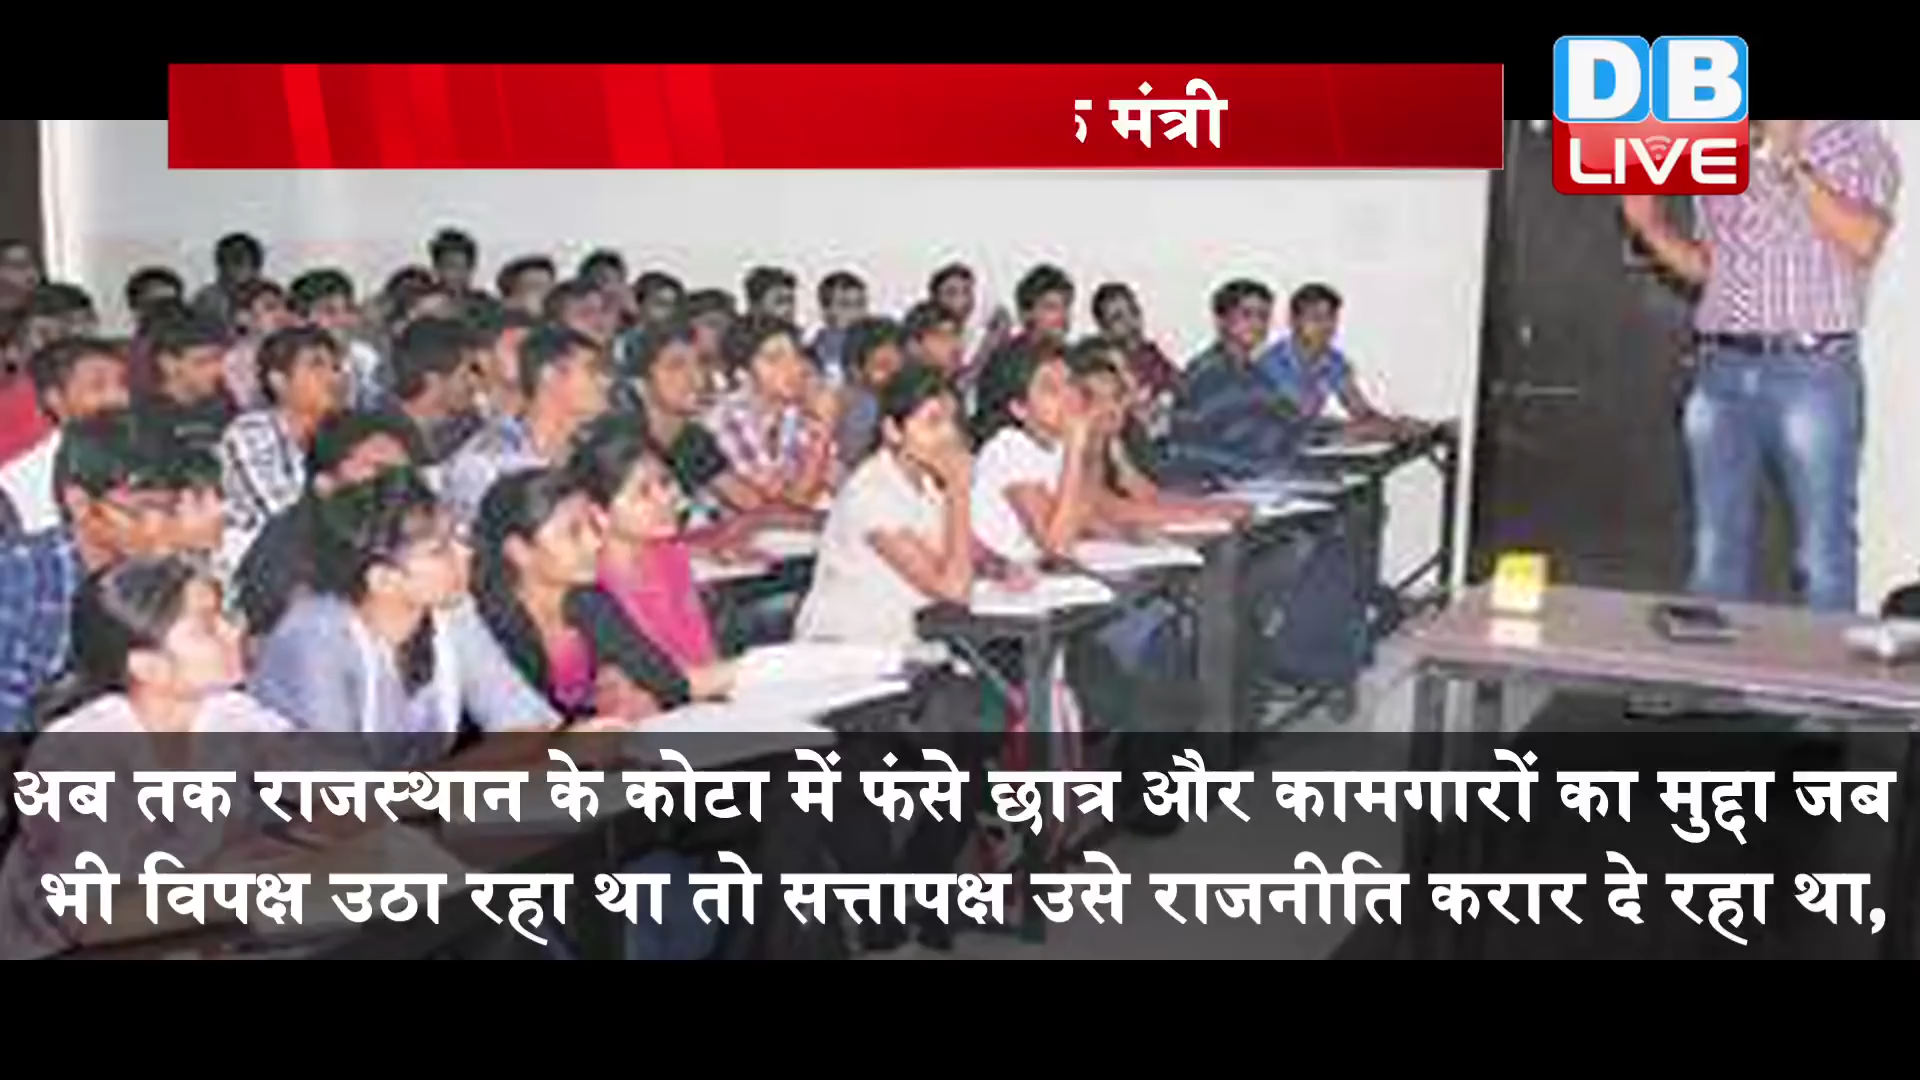 मंत्री
DB
LIVE
अब तक राजस्थान के कोटा में फंसे छात्र और कामगारों का मुद्दा जब
भी विपक्ष उठा रहा था तो सत्तापक्ष उसे राजनीति करार दे रहा था,